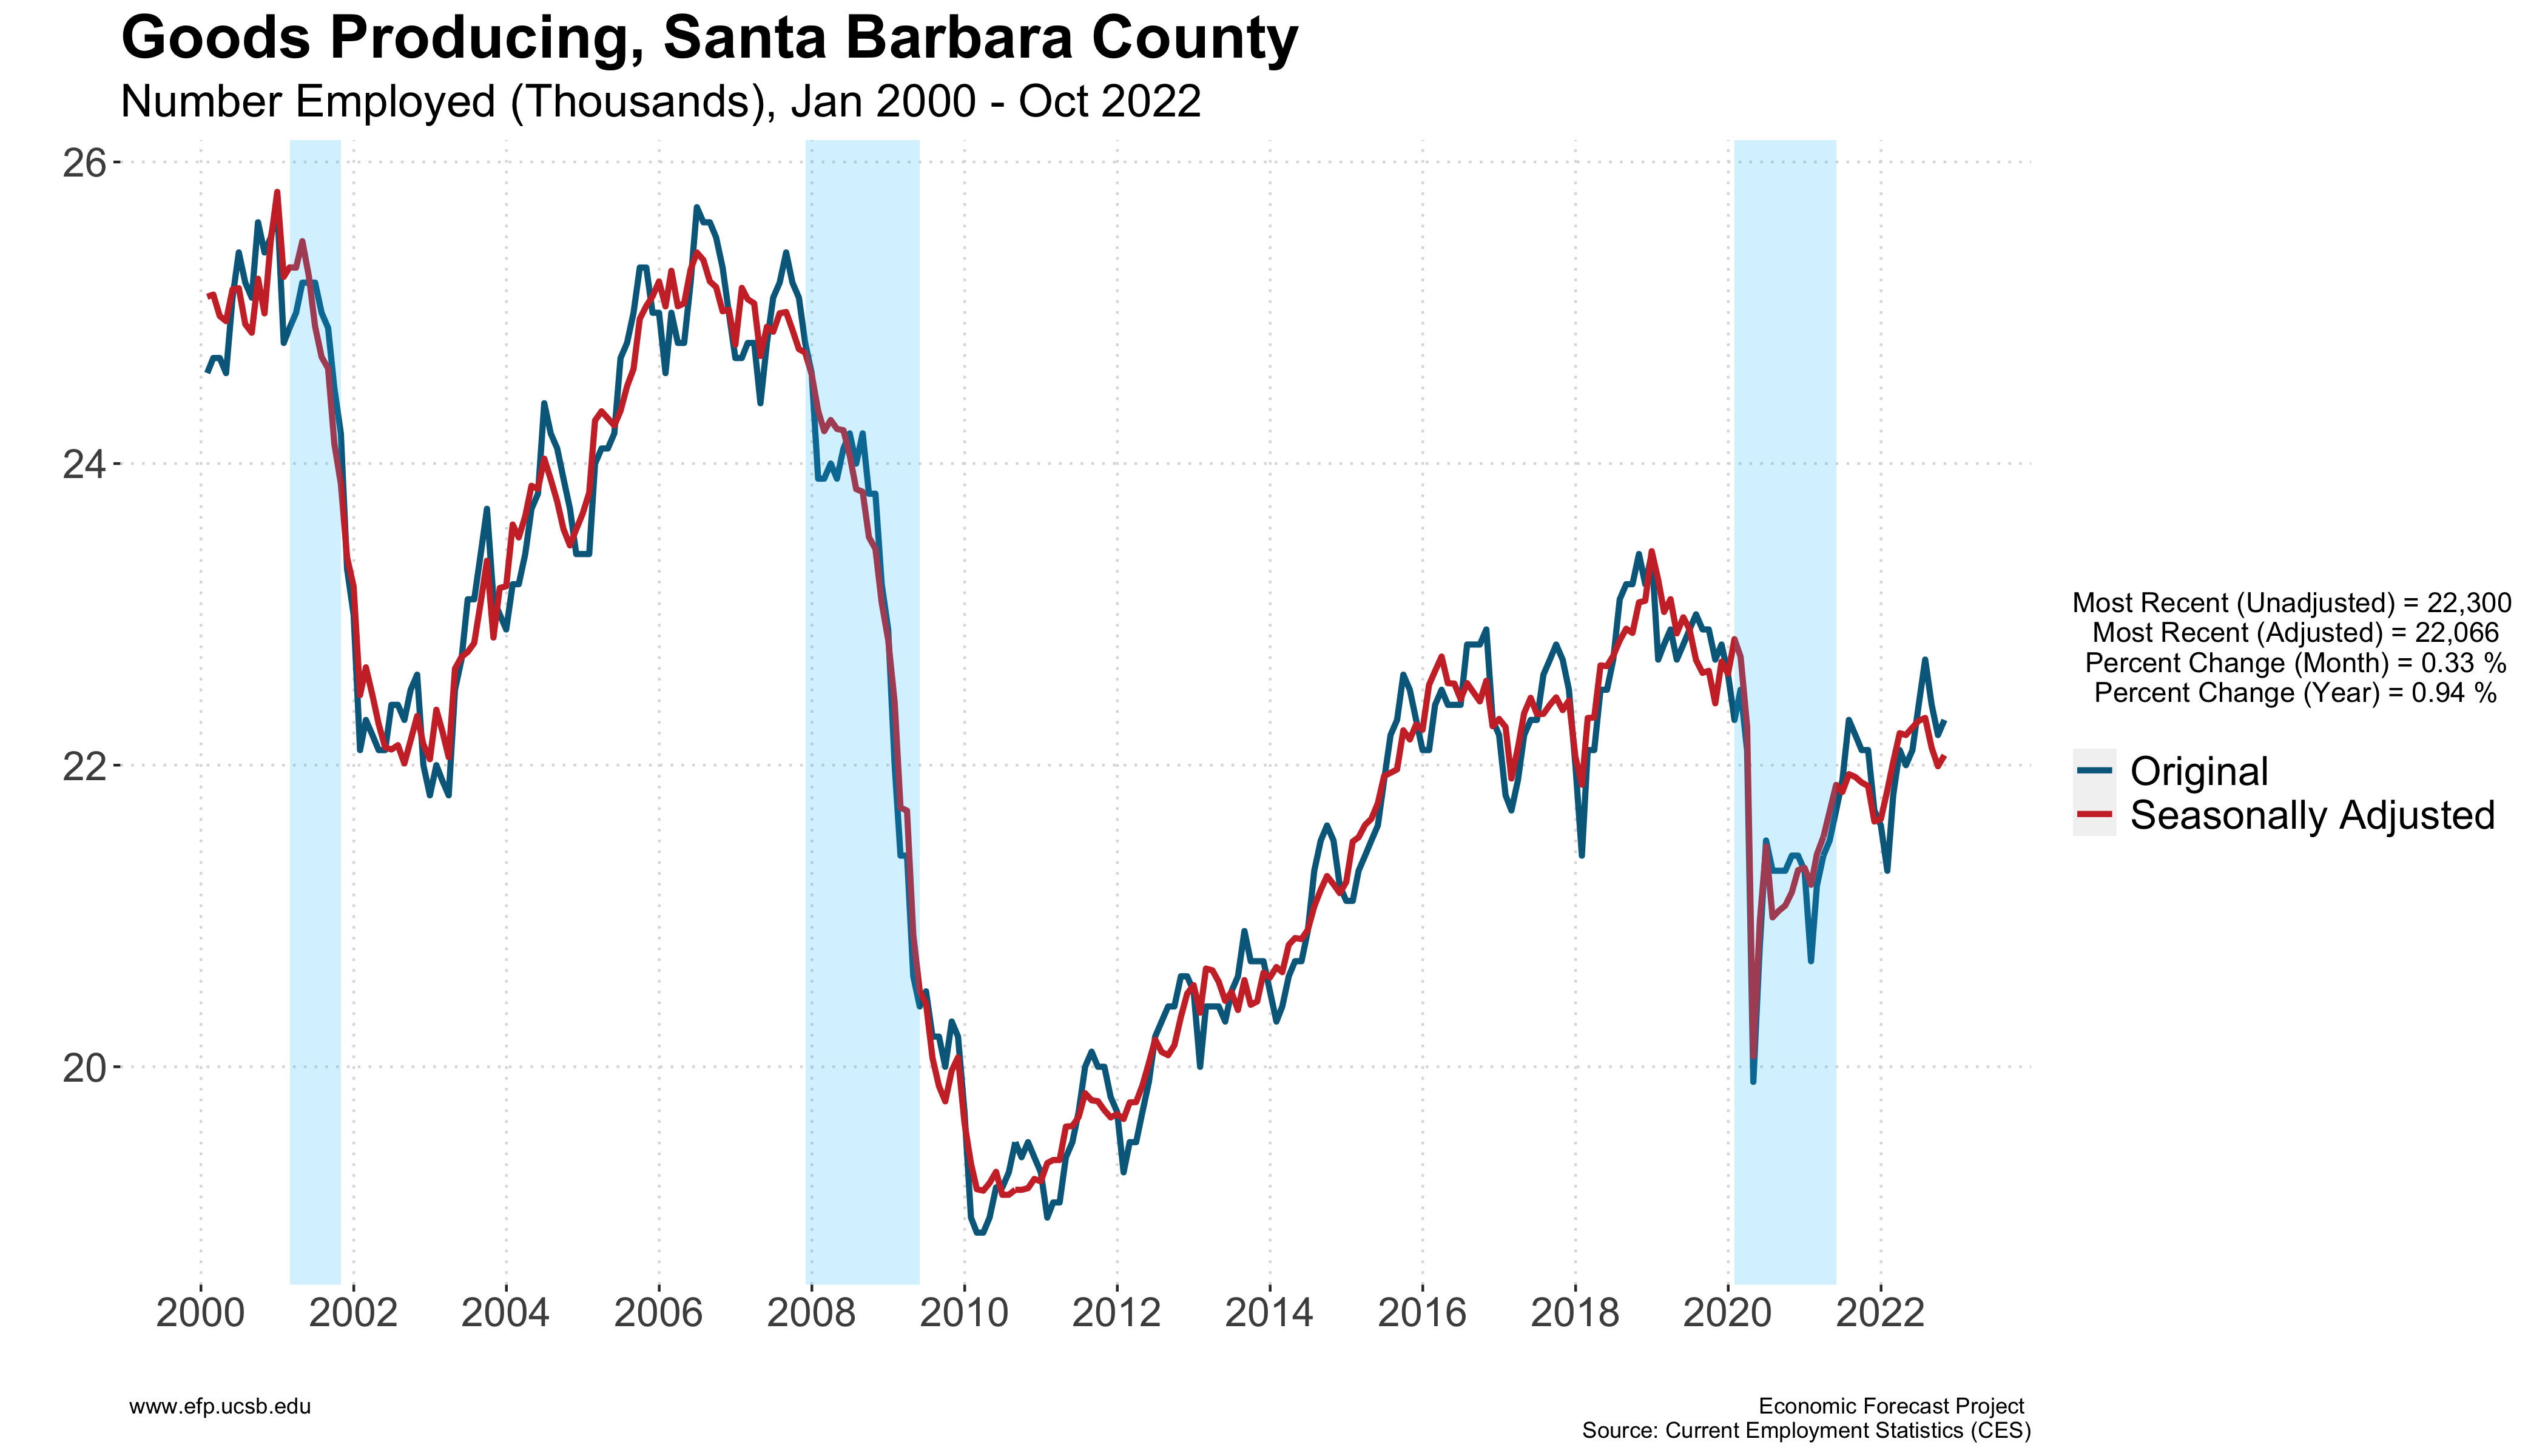 Goods Producing, Santa Barbara County
Number Employed (Thousands), Jan 2000 - Oct 2022
26
24
22
20
2000 2002 2004 2006 2008 2010 2012 2014 2016 2018 2020 2022
Most Recent (Unadjusted) = 22,300
Most Recent (Adjusted) = 22,066
Percent Change (Month) = 0.33 %
Percent Change (Year) = 0.94 %
Original
Seasonally Adjusted
www.efp.ucsb.edu
Economic Forecast Project
Source: Current Employment Statistics (CES)